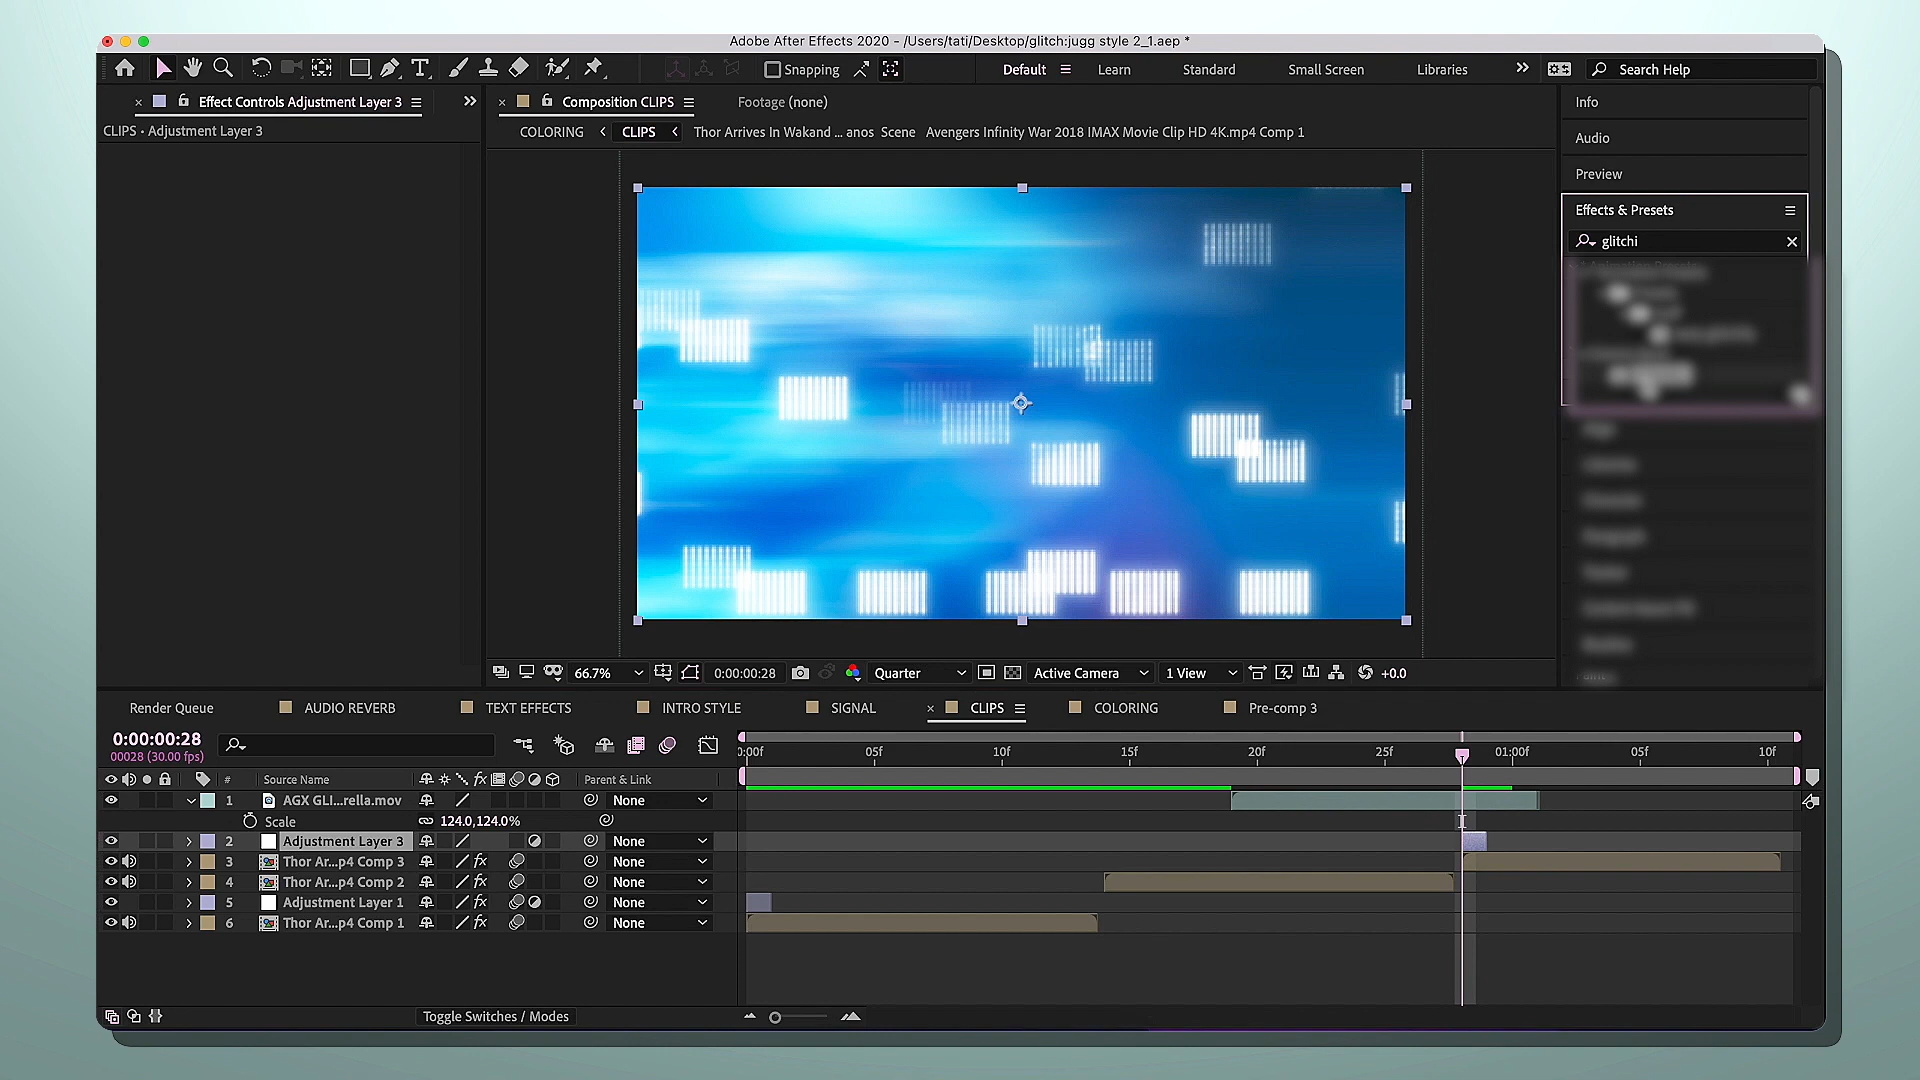 Adobe After Effects 2020 - /Users/tati/Desktop/glitch:jugg style 2_1.aep *
Snapping
Default
Learn
Standard
Small Screen
Libraries
Search Help
Effect Controls Adjustment Layer 3
Composition CLIPS
Footage (none)
Info
CLIPS • Adjustment Layer 3
COLORING
CLIPS
Thor Arrives In Wakand ... anos Scene Avengers Infinity War 2018 IMAX Movie Clip HD 4K.mp4 Comp 1
Audio
Preview
Effects & Presets
glitchi
66.7%
0:00:00:28
Quarter
Active Camera
1 View
+0.0
Render Queue
AUDIO REVERB
TEXT EFFECTS
INTRO STYLE
SIGNAL
CLIPS
COLORING
Pre-comp 3
0:00:00:28
00028 (30.00 fps)
0:00f
05f
10f
15f
20f
25f
01:00f
05f
10f
#
Source Name
Parent & Link
1 AGX GLI...rella.mov None
Scale 124.0,124.0%
2 Adjustment Layer 3 None
3 Thor Ar...p4 Comp 3 fx None
4 Thor Ar...p4 Comp 2 fx None
5 Adjustment Layer 1 fx None
6 Thor Ar...p4 Comp 1 fx None
Toggle Switches / Modes